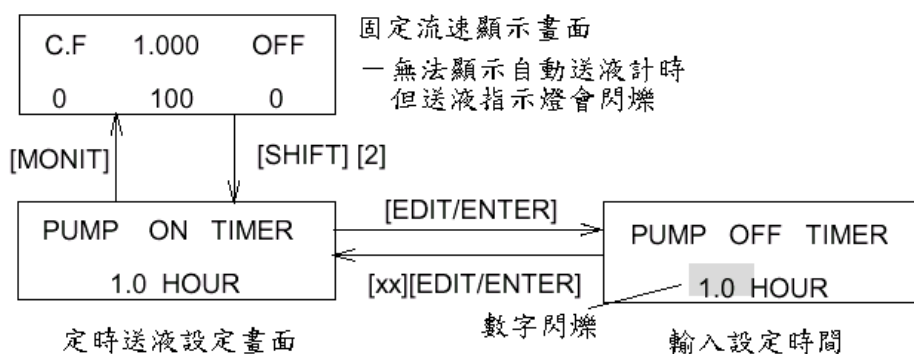 C.F 1.000 OFF
0 100 0
固定流速顯示畫面
－無法顯示自動送液計時
但送液指示燈會閃爍
[MONIT]
[SHIFT] [2]
PUMP ON TIMER
1.0 HOUR
[EDIT/ENTER]
[xx][EDIT/ENTER]
PUMP OFF TIMER
1.0 HOUR
數字閃爍
定時送液設定畫面
輸入設定時間